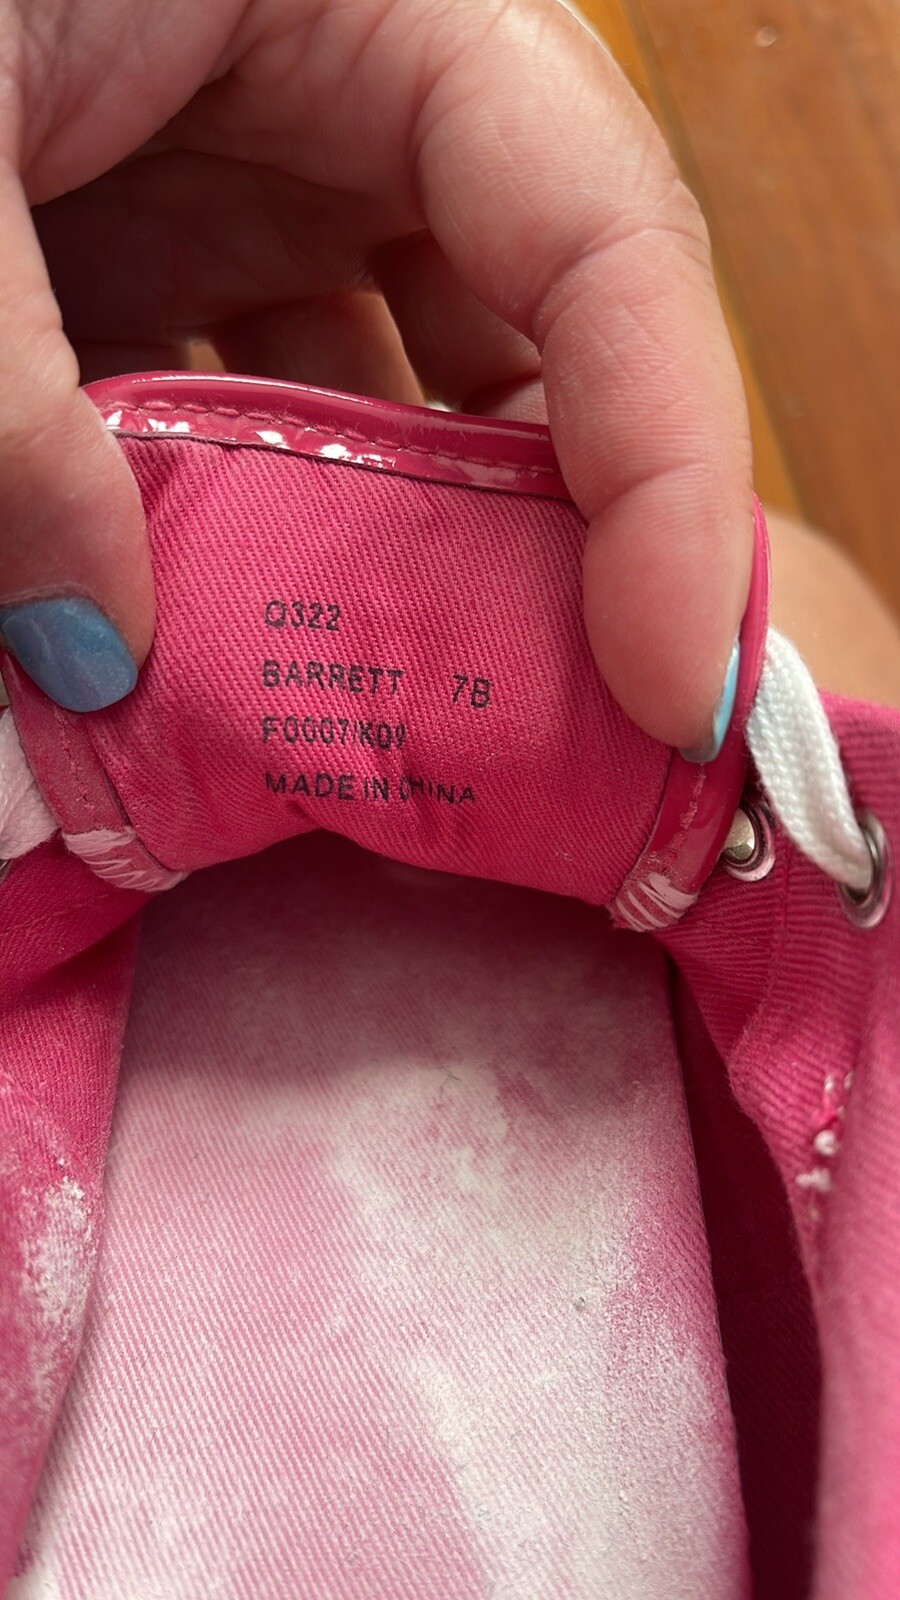 Q322
BARRETT 7B
F0007/K09
MADE IN CHINA